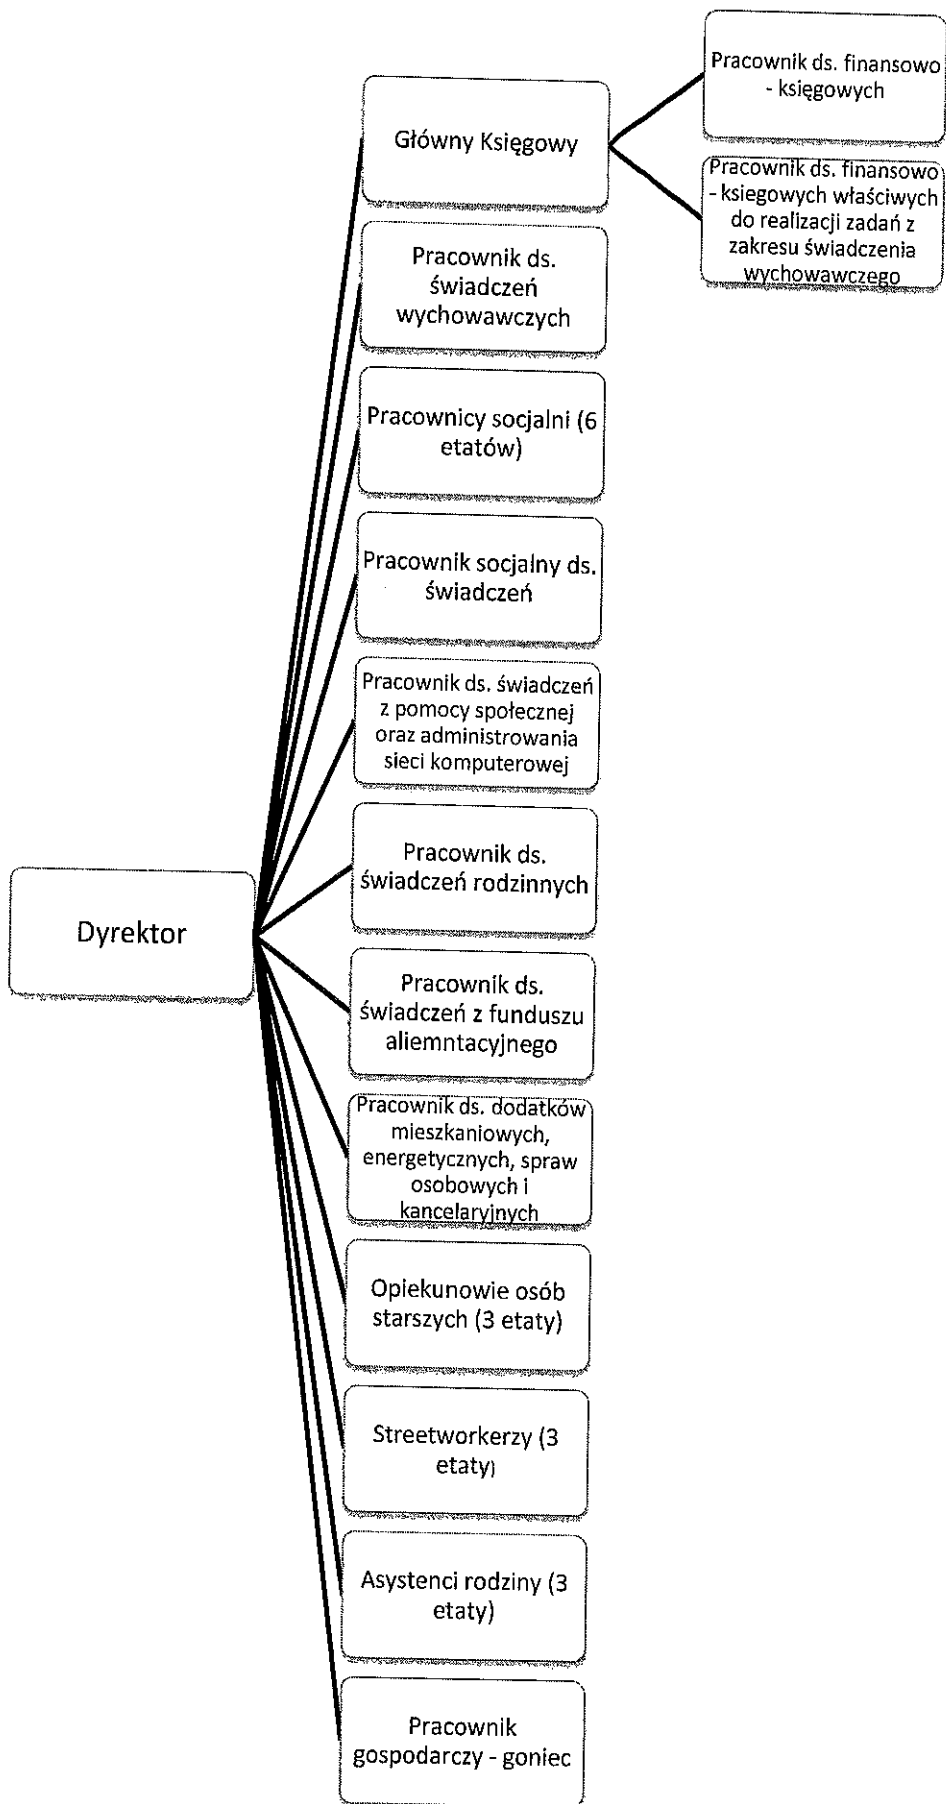 Pracownik ds. finansowo
- księgowych
Główny Księgowy
Pracownik ds. finansowo
- ksiegowych właściwych
do realizacji zadań z
zakresu świadczenia
wychowawczego
Pracownik ds.
świadczeń
wychowawczych
Pracownicy socjalni (6
etatów)
Pracownik socjalny ds.
świadczeń
Pracownik ds. świadczeń
z pomocy społecznej
oraz administrowania
sieci komputerowej
Pracownik ds.
świadczeń rodzinnych
Dyrektor
Pracownik ds.
świadczeń z funduszu
aliemntacyjnego
Pracownik ds. dodatków
mieszkaniowych,
energetycznych, spraw
osobowych i
kancelaryjnych
Opiekunowie osób
starszych (3 etaty)
Streetworkerzy (3
etaty)
Asystenci rodziny (3
etaty)
Pracownik
gospodarczy - goniec